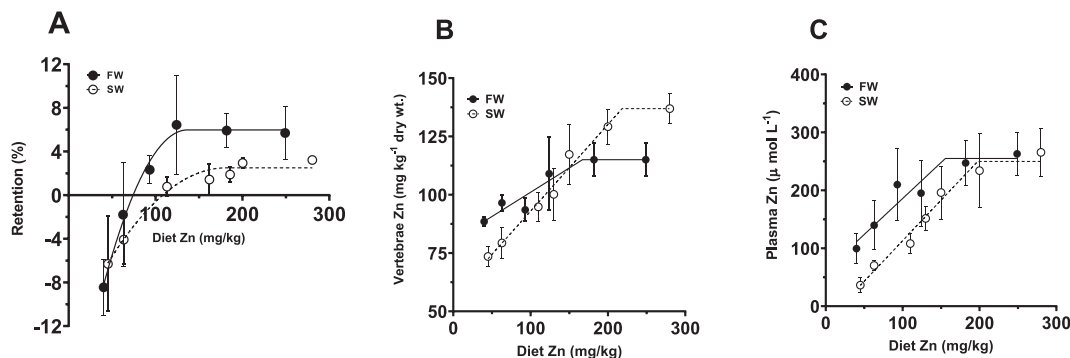 A
FW
SW
Retention (%)
12
8
4
0
-4
-8
-12
100
200
300
Diet Zn (mg/kg)
B
FW
SW
Vertebrae Zn (mg kg-1 dry wt.)
150
125
100
75
50
0
100
200
300
Diet Zn (mg/kg)
C
FW
SW
Plasma Zn (μ mol L-1)
400
300
200
100
0
0
100
200
300
Diet Zn (mg/kg)